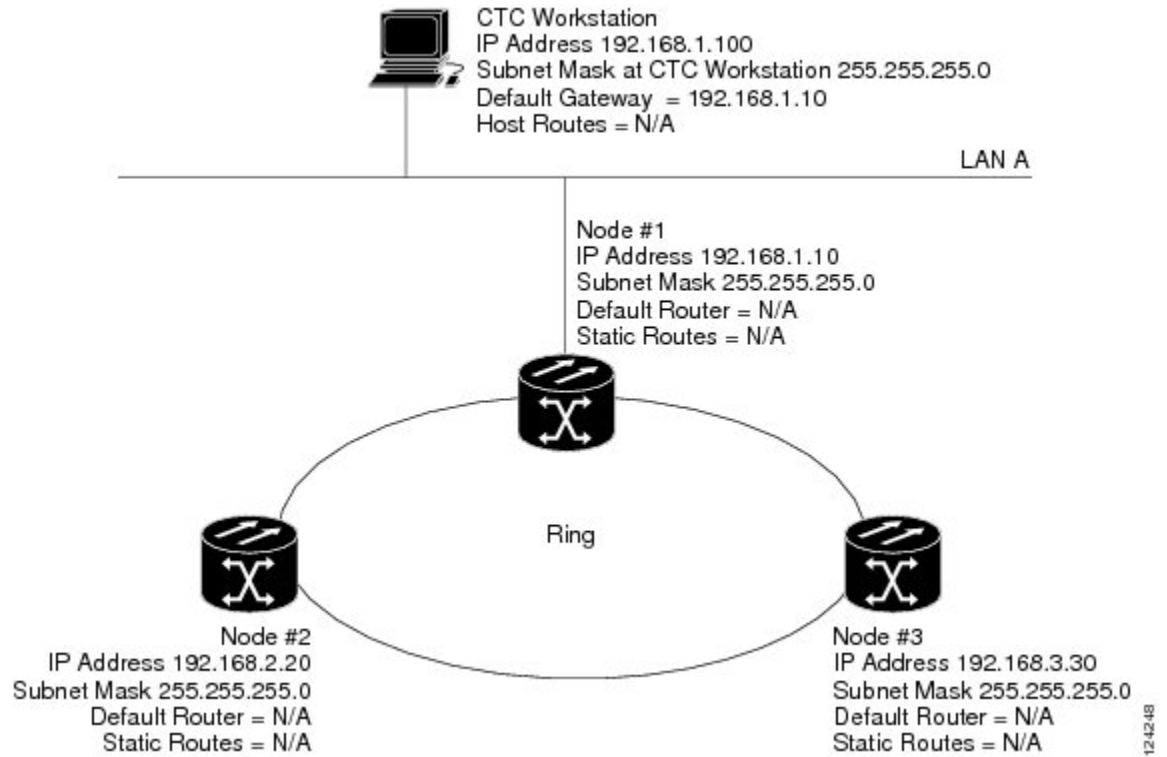 CTC Workstation
IP Address 192.168.1.100
Subnet Mask at CTC Workstation 255.255.255.0
Default Gateway = 192.168.1.10
Host Routes = N/A
LAN A
Node #1
IP Address 192.168.1.10
Subnet Mask 255.255.255.0
Default Router = N/A
Static Routes = N/A
Ring
Node #2
IP Address 192.168.2.20
Subnet Mask 255.255.255.0
Default Router = N/A
Static Routes = N/A
Node #3
IP Address 192.168.3.30
Subnet Mask 255.255.255.0
Default Router = N/A
Static Routes = N/A
124248